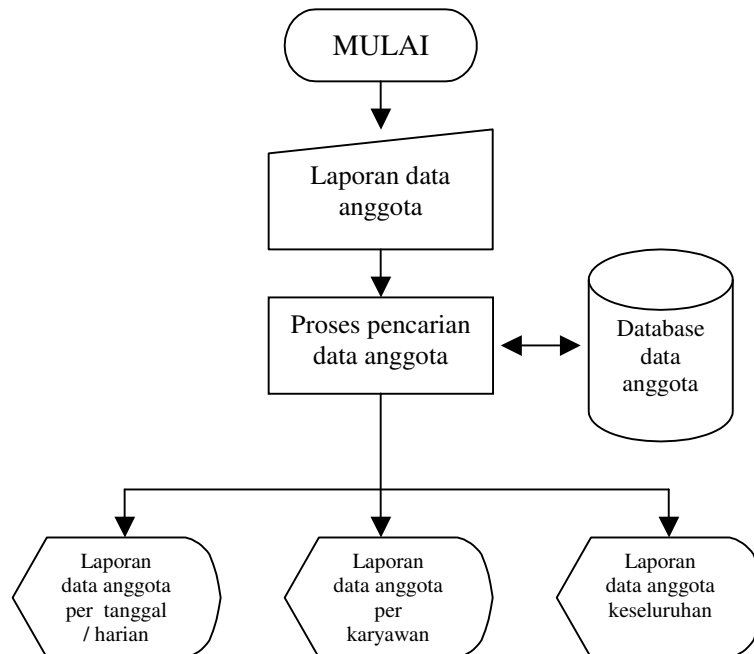 MULAI
Laporan data
anggota
Proses pencarian
data anggota
Database
data
anggota
Laporan
data anggota
per tanggal
/ harian
Laporan
data anggota
per
karyawan
Laporan
data anggota
keseluruhan